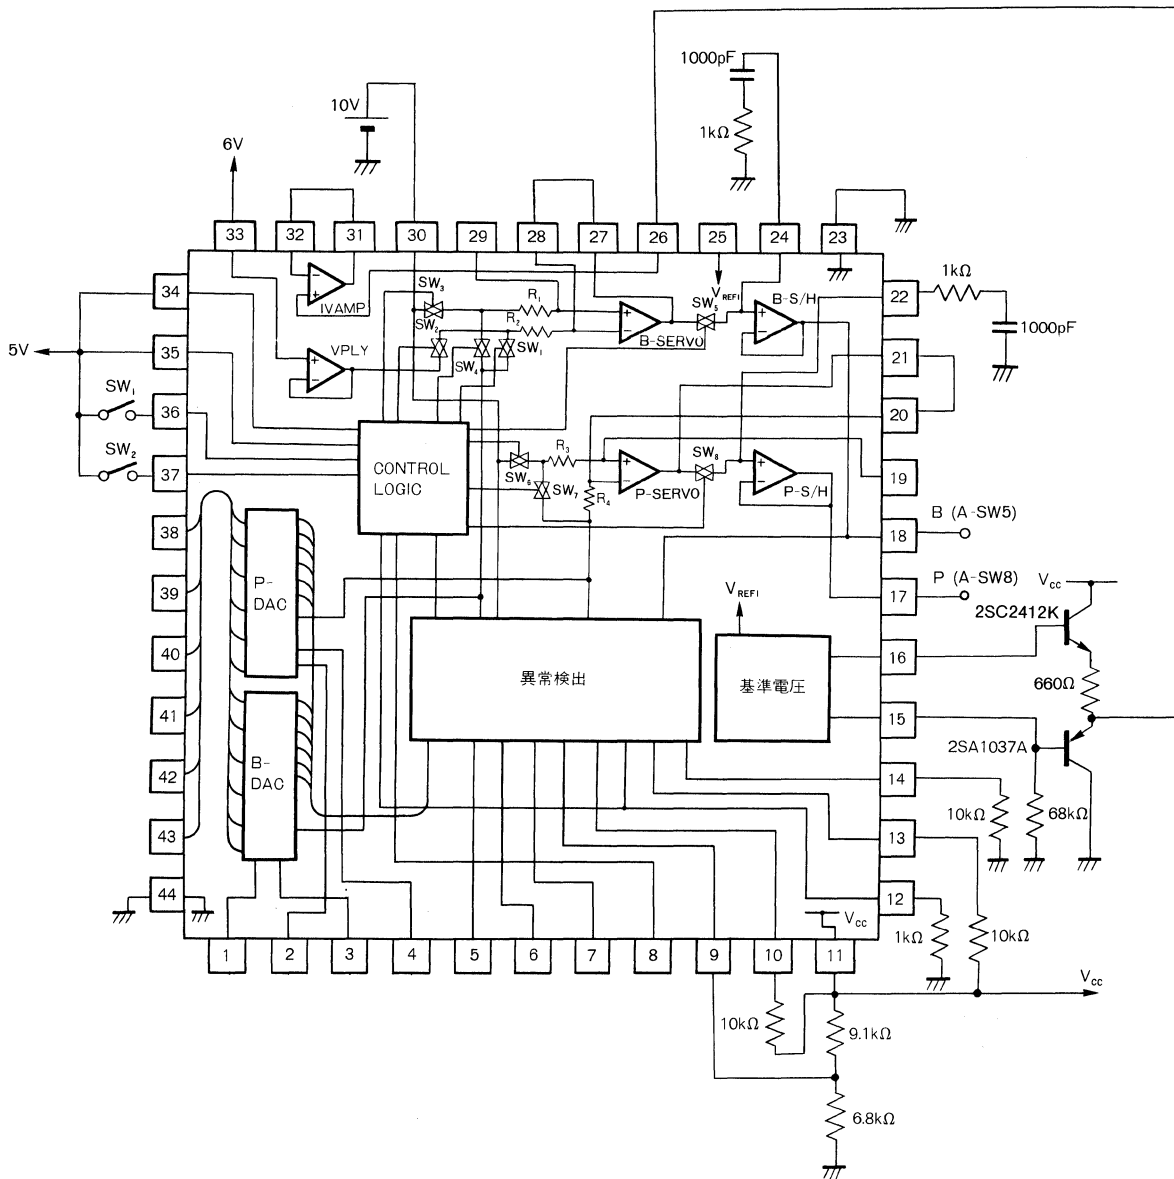 1000pF
10V
1kΩ
6V
33
32
31
30
29
28
27
26
25
24
23
34
SW3
R1
SW5
VREF1
B-S/H
22
1kΩ
1000pF
IVAMP
SW2
R2
B-SERVO
5V
35
VPLY
SW4
SW1
21
SW1
36
20
CONTROL
LOGIC
R3
SW8
SW2
37
SW6
SW7
R4
P-SERVO
P-S/H
19
38
18
B (A-SW5)
P-
DAC
39
17
P (A-SW8)
Vcc
VREF1
2SC2412K
40
16
異常検出
基準電圧
660Ω
41
15
2SA1037A
B-
DAC
42
14
10kΩ
68kΩ
43
13
44
12
Vcc
1kΩ
10kΩ
1
2
3
4
5
6
7
8
9
10
11
Vcc
10kΩ
9.1kΩ
6.8kΩ